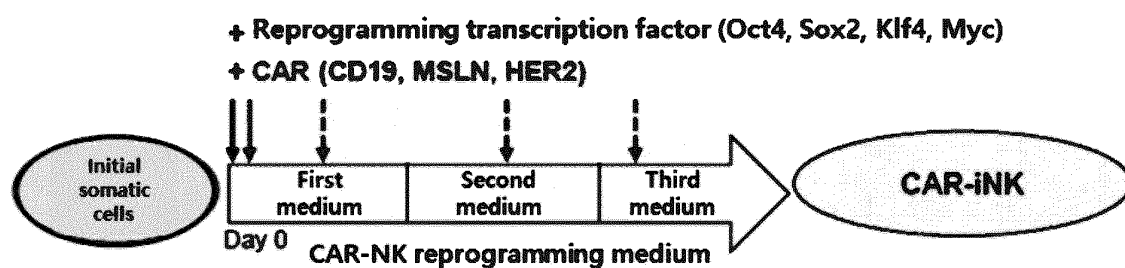 + Reprogramming transcription factor (Oct4, Sox2, Klf4, Myc)
+ CAR (CD19, MSLN, HER2)
Initial
somatic
cells
First
medium
Second
medium
Third
medium
CAR-iNK
Day 0
CAR-NK reprogramming medium